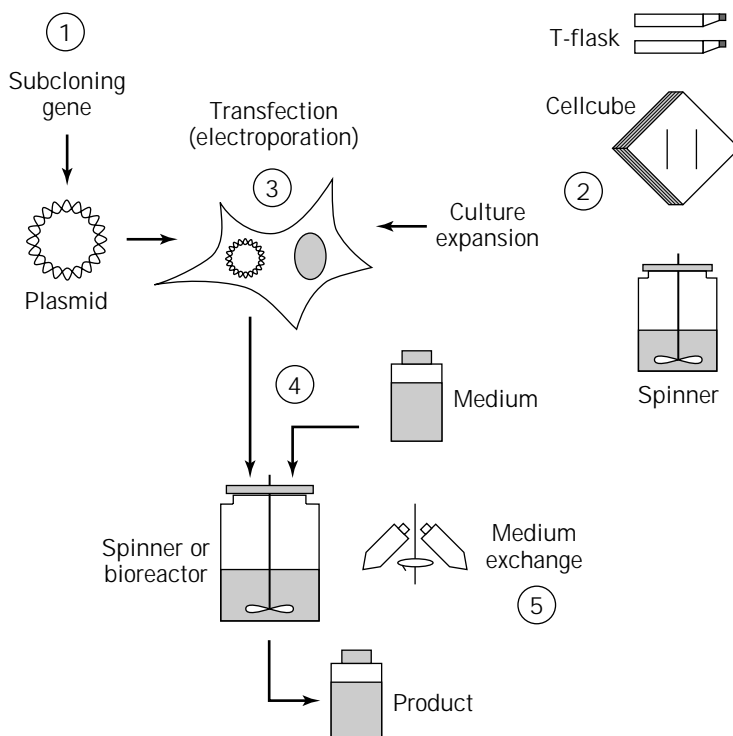 1
Subcloning
gene
Plasmid
Transfection
(electroporation)
3
T-flask
Cellcube
2
Culture
expansion
Spinner
4
Medium
Spinner or
bioreactor
Medium
exchange
5
Product